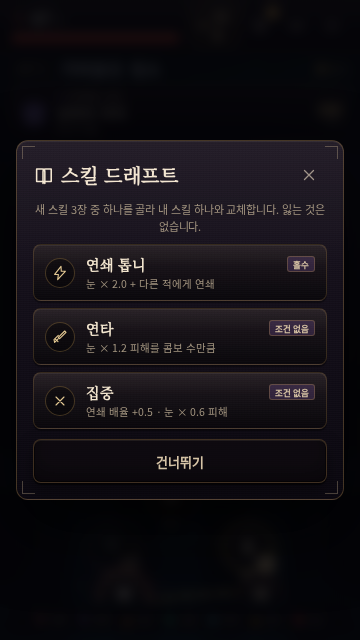 스킬 드래프트
새 스킬 3장 중 하나를 골라 내 스킬 하나와 교체합니다. 잃는 것은
없습니다.
연쇄 톱니
홀수
눈 × 2.0 + 다른 적에게 연쇄
연타
조건 없음
눈 × 1.2 피해를 콤보 수만큼
집중
조건 없음
연쇄 배율 +0.5 · 눈 × 0.6 피해
건너뛰기